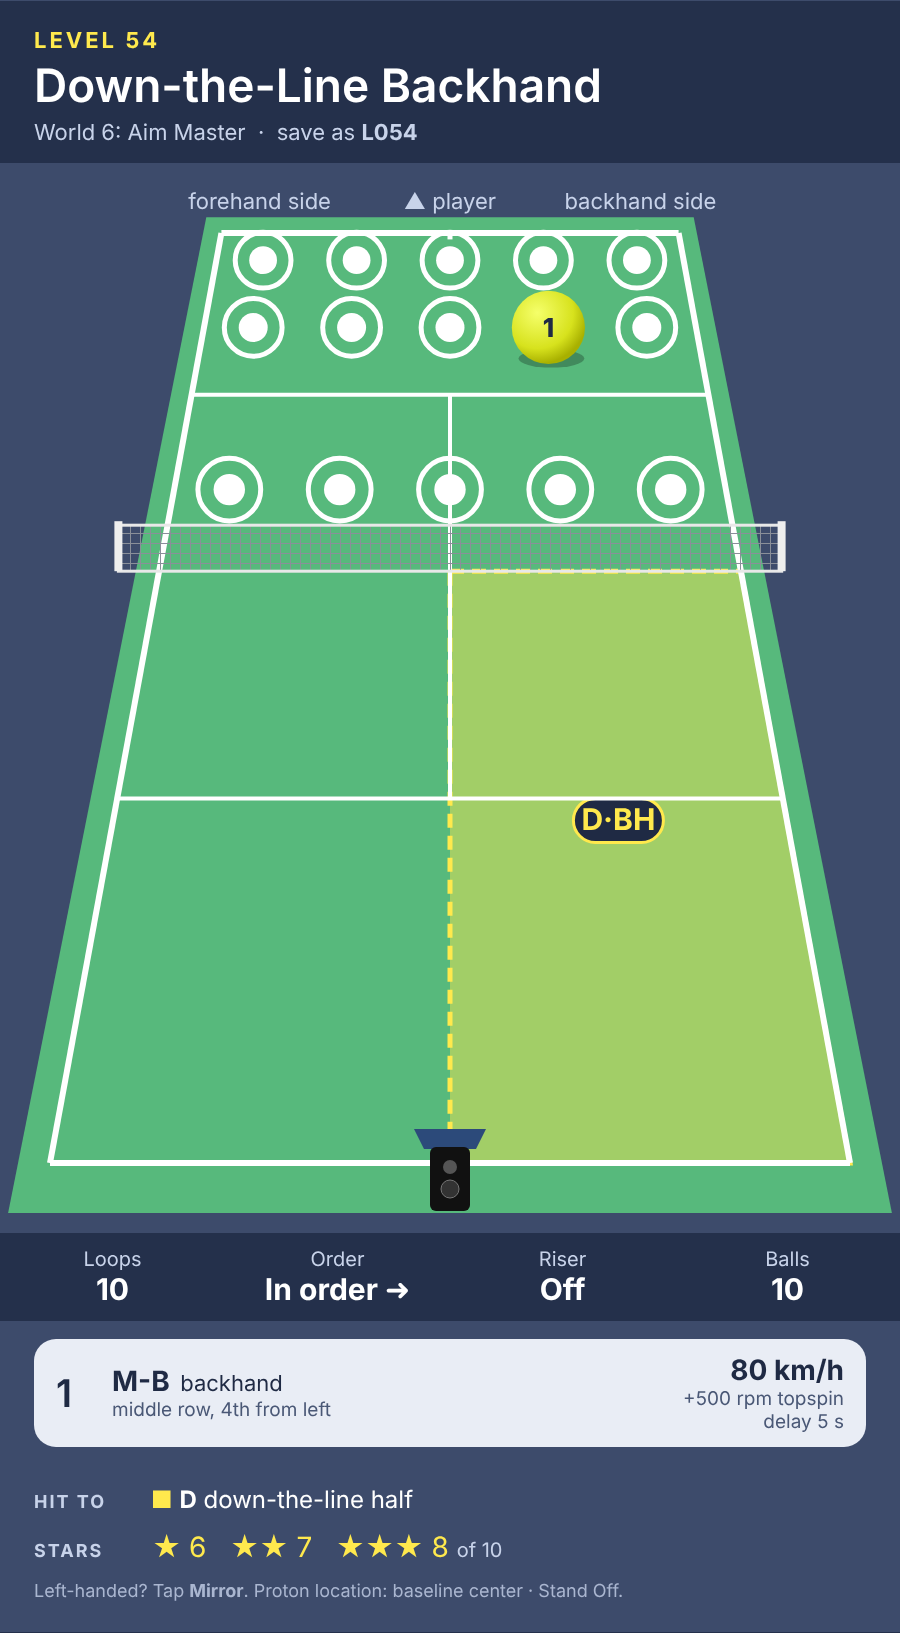 LEVEL 54
Down-the-Line Backhand
World 6: Aim Master · save as L054
forehand side ▲ player backhand side
1
D·BH
Loops Order Riser Balls
10 In order ➜ Off 10
1 M-B backhand 80 km/h
middle row, 4th from left +500 rpm topspin
delay 5 s
HIT TO ■ D down-the-line half
STARS ★ 6 ★★ 7 ★★★ 8 of 10
Left-handed? Tap Mirror. Proton location: baseline center · Stand Off.